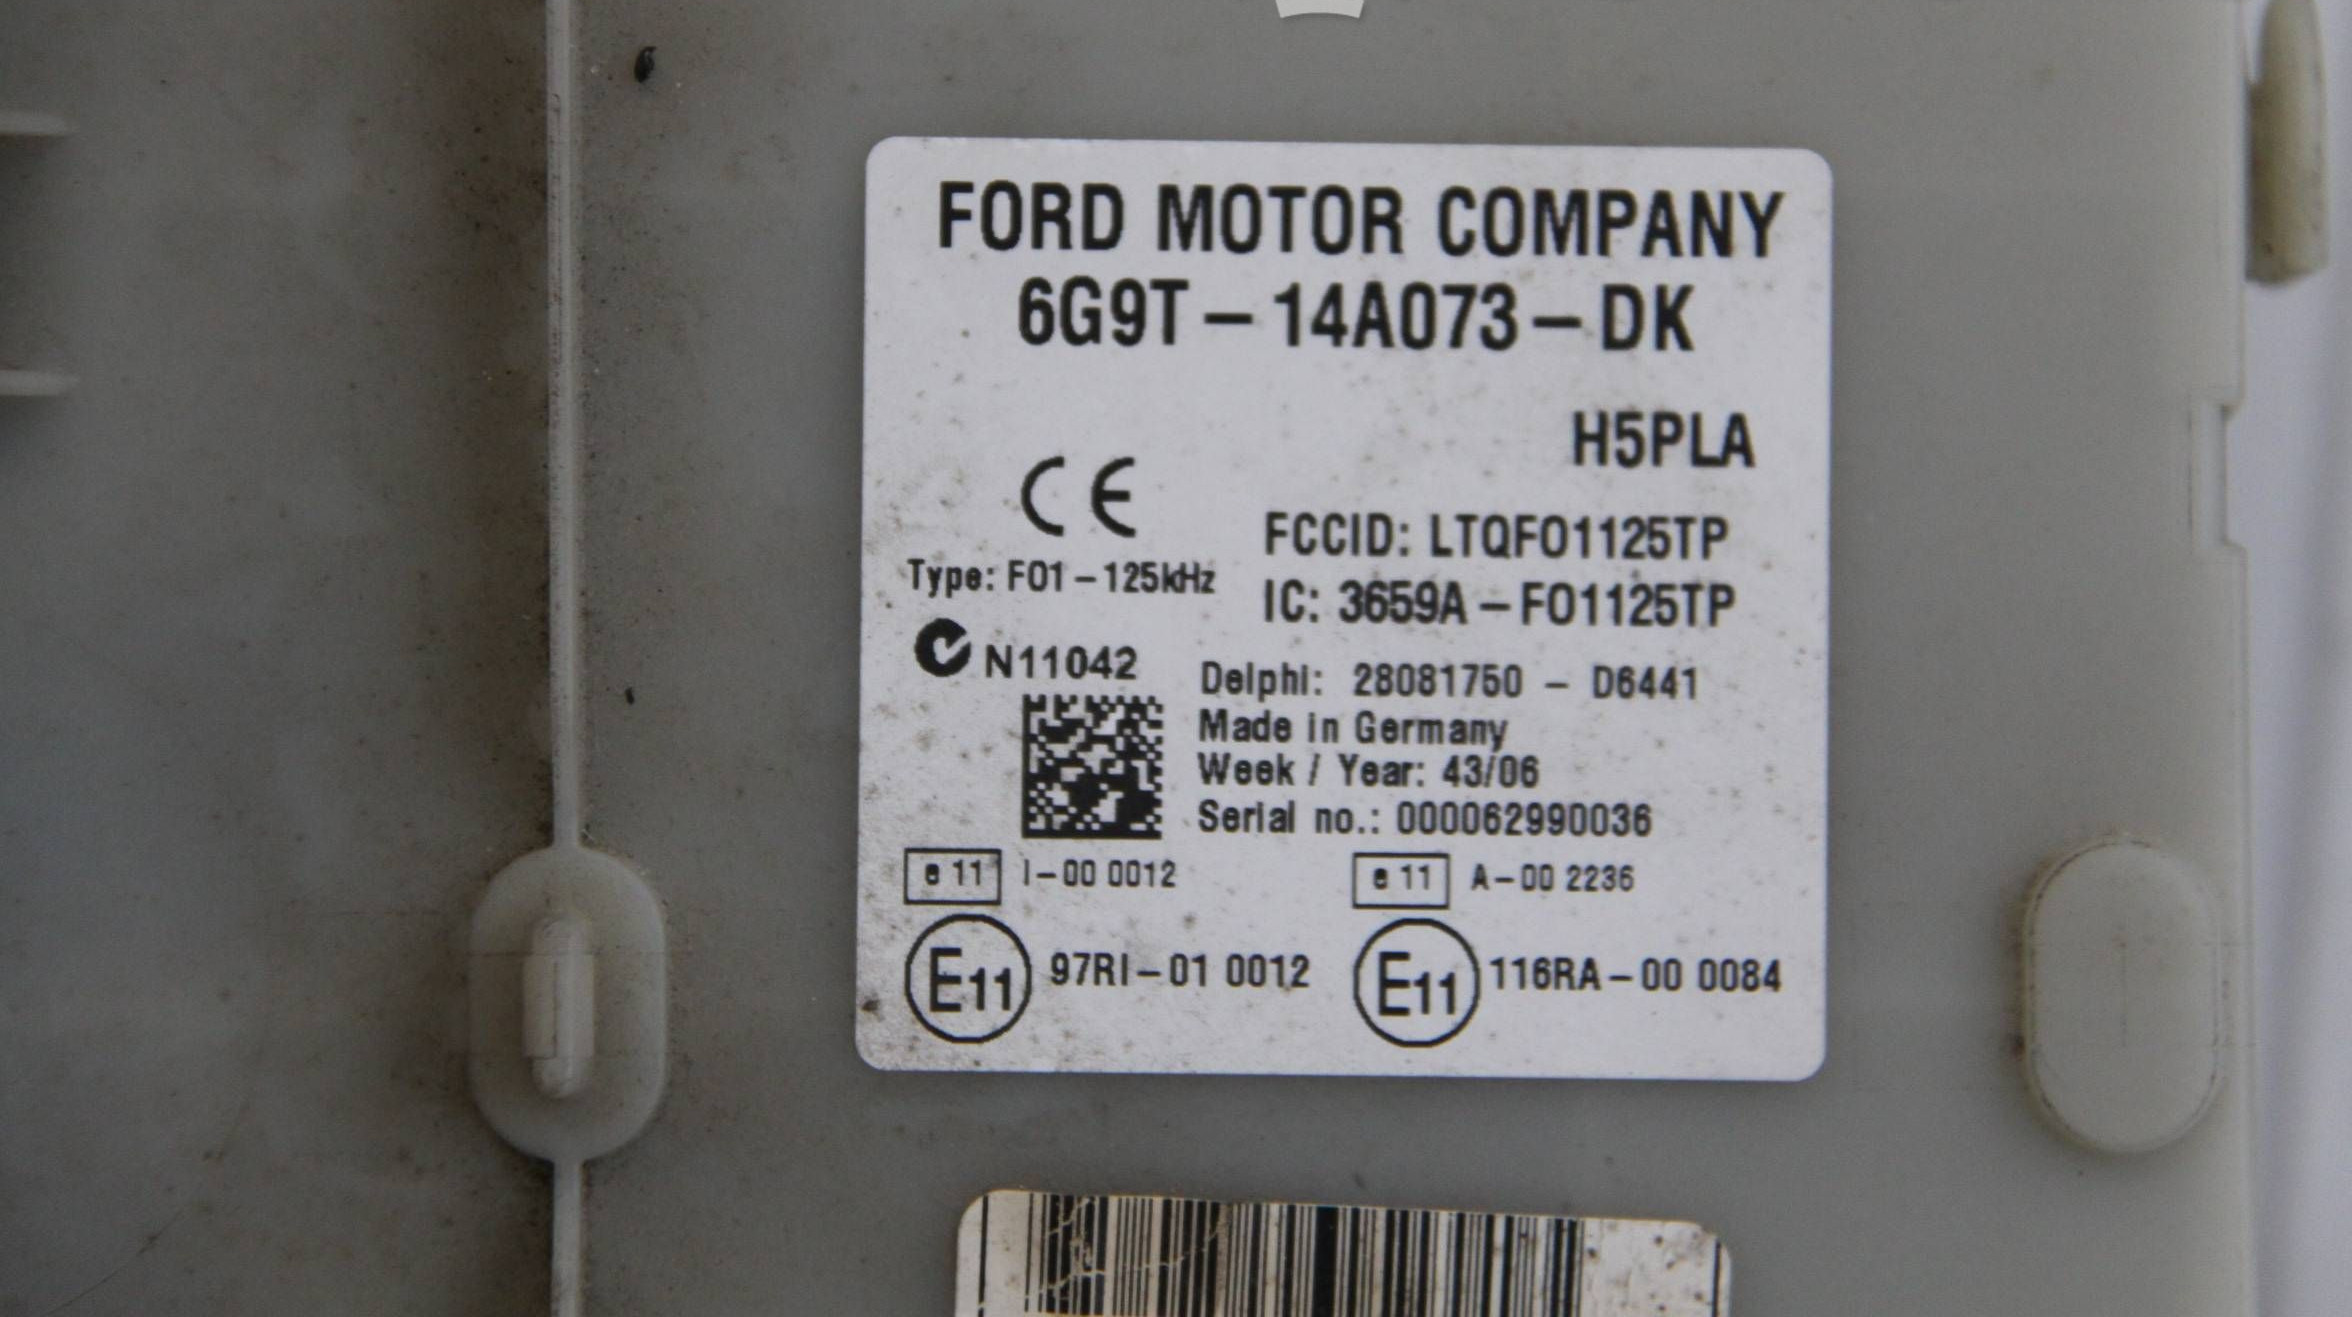 FORD MOTOR COMPANY
6G9T-14A073-DK
H5PLA
CE
FCCID: LTQF01125TP
Type: F01-125kHz
IC: 3659A-F01125TP
N11042
Delphi: 28081750 - D6441
Made in Germany
Week / Year: 43/06
Serial no.: 000062990036
e 11 I-00 0012
e 11 A-00 2236
E11 97RI-01 0012
E11 116RA-00 0084